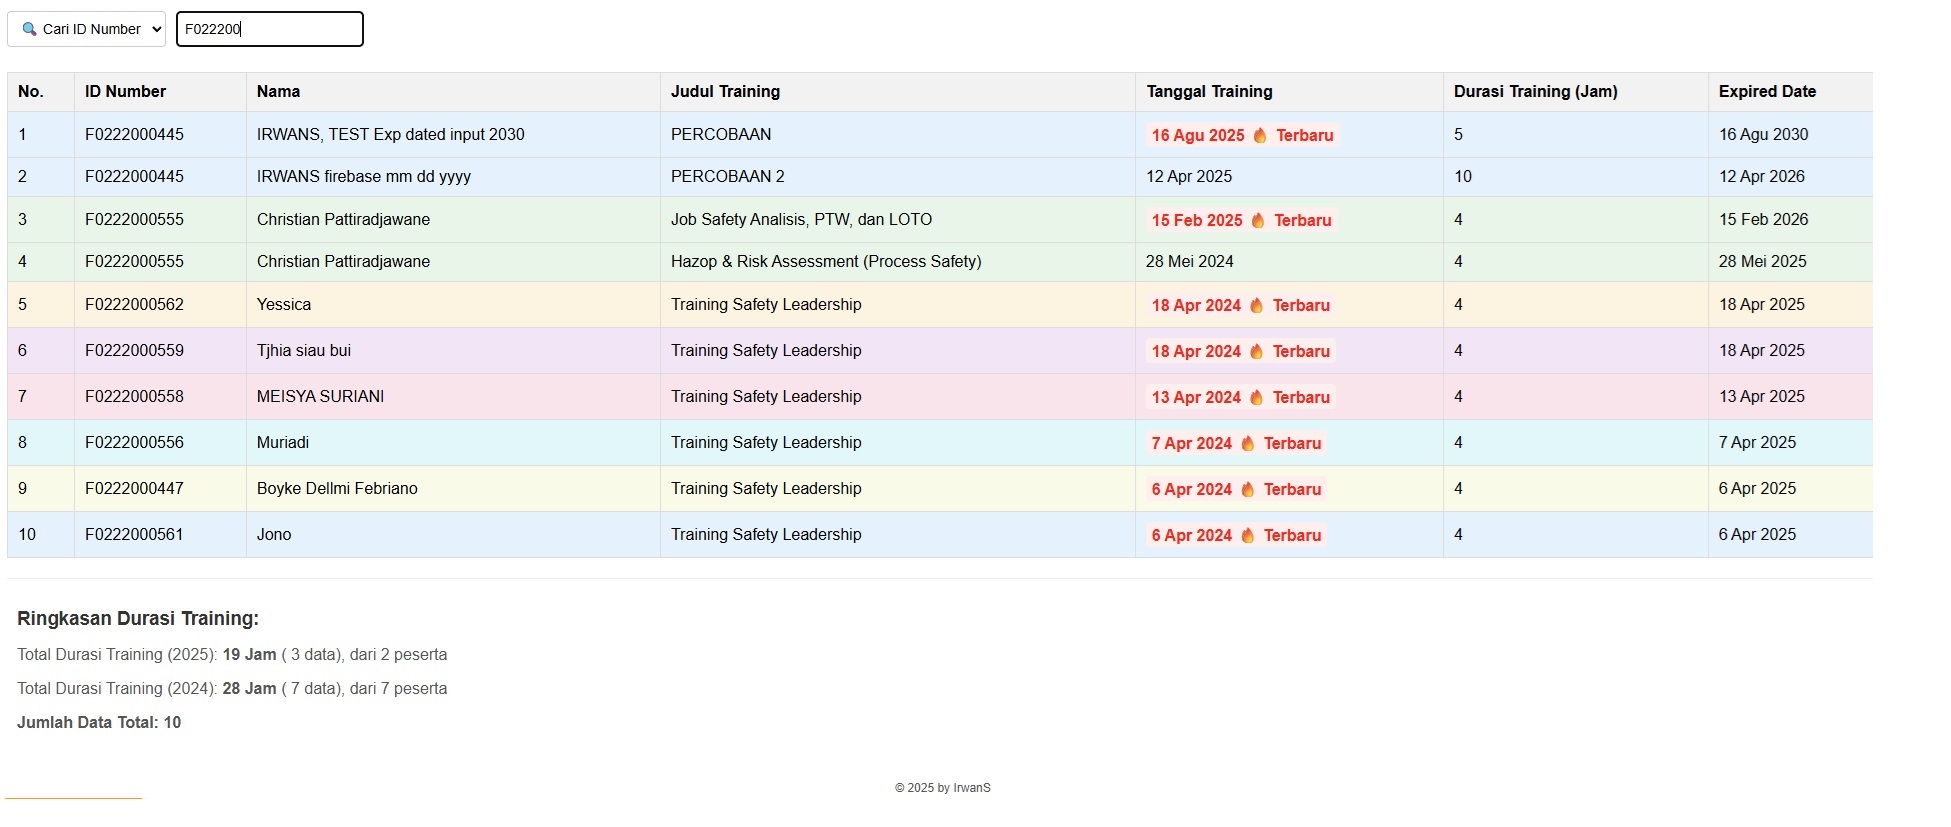 Cari ID Number F022200
No. ID Number Nama Judul Training Tanggal Training Durasi Training (Jam) Expired Date
1 F0222000445 IRWANS, TEST Exp dated input 2030 PERCOBAAN 16 Agu 2025 🔥 Terbaru 5 16 Agu 2030
2 F0222000445 IRWANS firebase mm dd yyyy PERCOBAAN 2 12 Apr 2025 10 12 Apr 2026
3 F0222000555 Christian Pattiradjawane Job Safety Analisis, PTW, dan LOTO 15 Feb 2025 🔥 Terbaru 4 15 Feb 2026
4 F0222000555 Christian Pattiradjawane Hazop & Risk Assessment (Process Safety) 28 Mei 2024 4 28 Mei 2025
5 F0222000562 Yessica Training Safety Leadership 18 Apr 2024 🔥 Terbaru 4 18 Apr 2025
6 F0222000559 Tjhia siau bui Training Safety Leadership 18 Apr 2024 🔥 Terbaru 4 18 Apr 2025
7 F0222000558 MEISYA SURIANI Training Safety Leadership 13 Apr 2024 🔥 Terbaru 4 13 Apr 2025
8 F0222000556 Muriadi Training Safety Leadership 7 Apr 2024 🔥 Terbaru 4 7 Apr 2025
9 F0222000447 Boyke Dellmi Febriano Training Safety Leadership 6 Apr 2024 🔥 Terbaru 4 6 Apr 2025
10 F0222000561 Jono Training Safety Leadership 6 Apr 2024 🔥 Terbaru 4 6 Apr 2025
Ringkasan Durasi Training:
Total Durasi Training (2025): 19 Jam ( 3 data), dari 2 peserta
Total Durasi Training (2024): 28 Jam ( 7 data), dari 7 peserta
Jumlah Data Total: 10
© 2025 by IrwanS